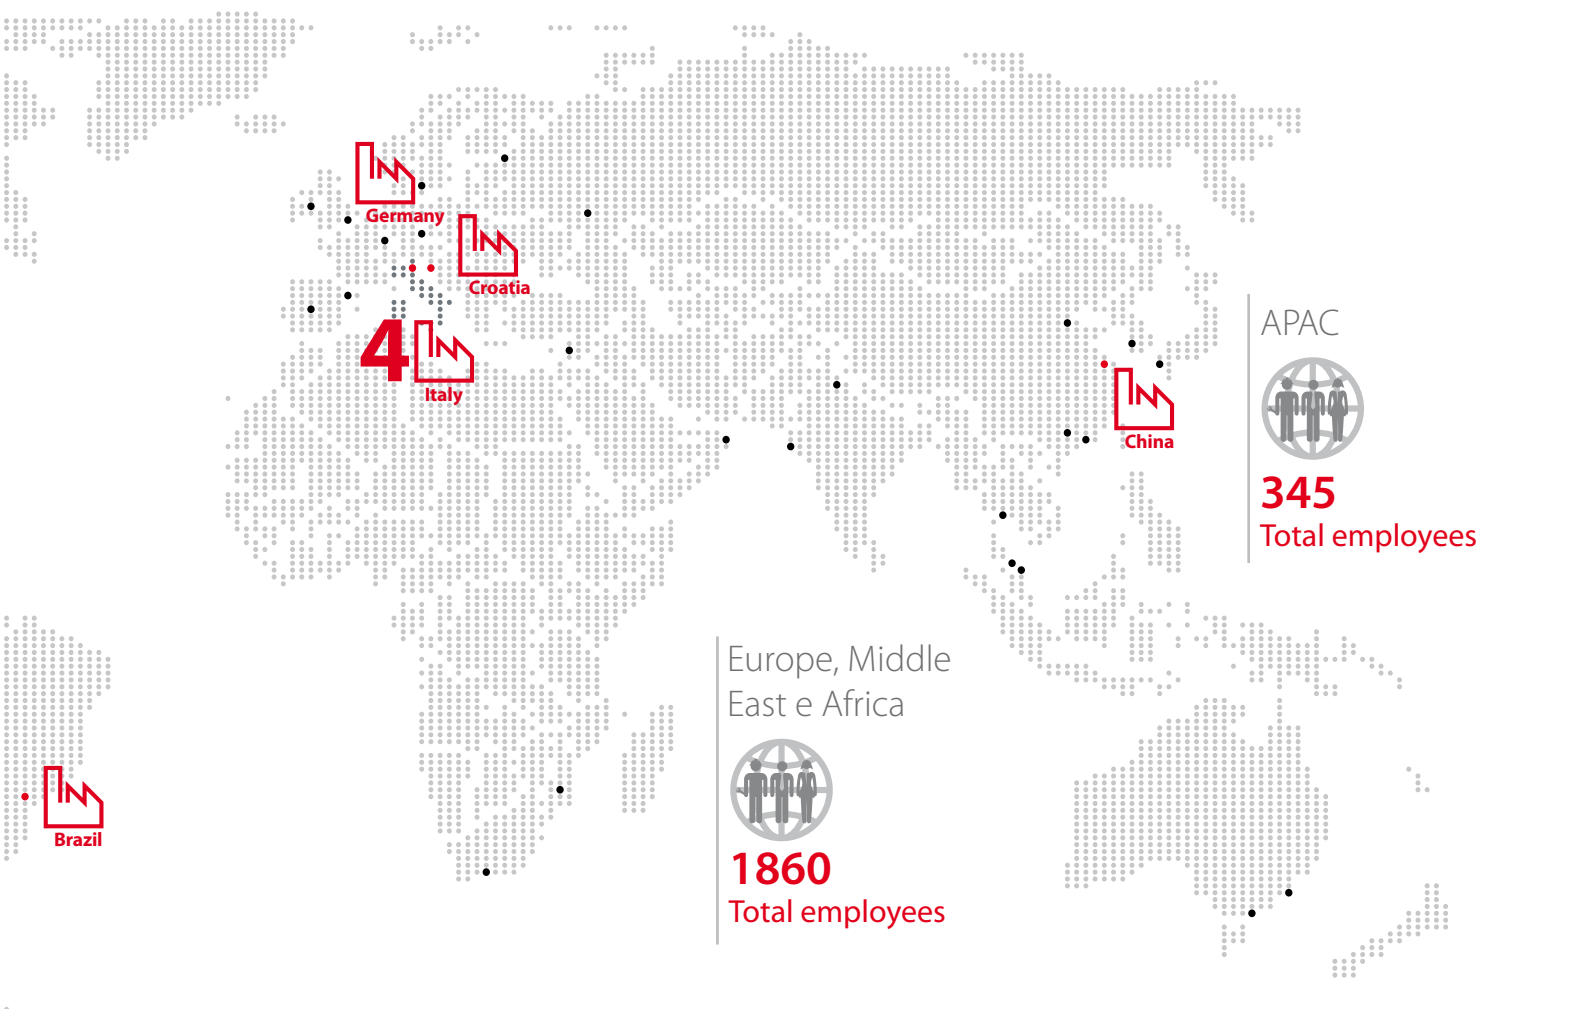 Germany
Croatia
4
Italy
APAC
China
345
Total employees
Europe, Middle
East e Africa
Brazil
1860
Total employees